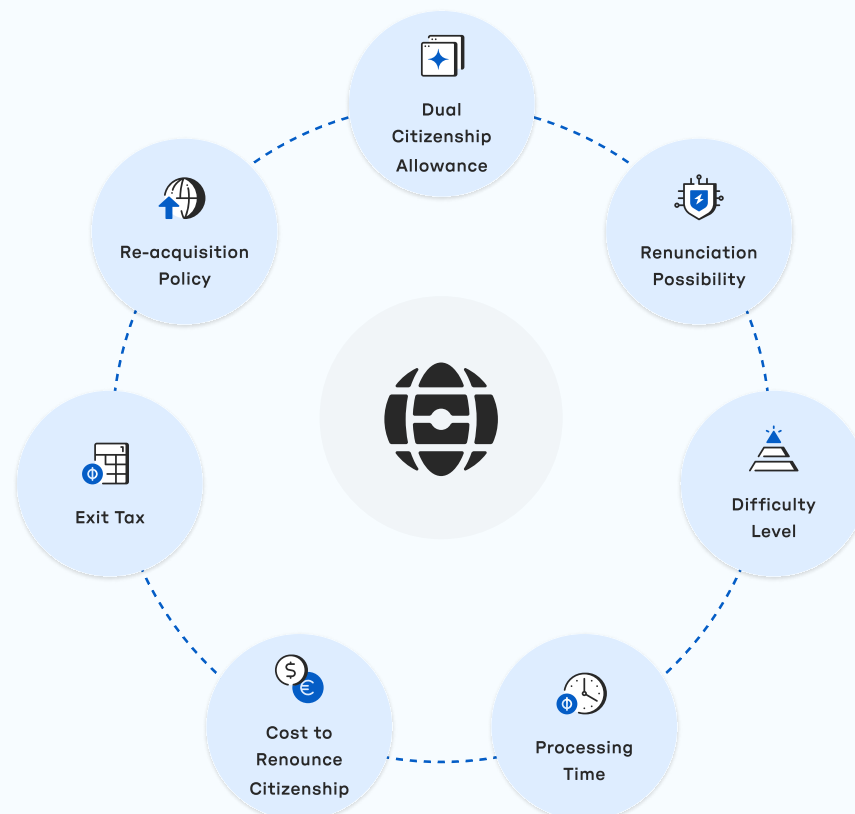 Dual
Citizenship
Allowance
Renunciation
Possibility
Difficulty
Level
Processing
Time
Cost to
Renounce
Citizenship
Exit Tax
Re-acquisition
Policy